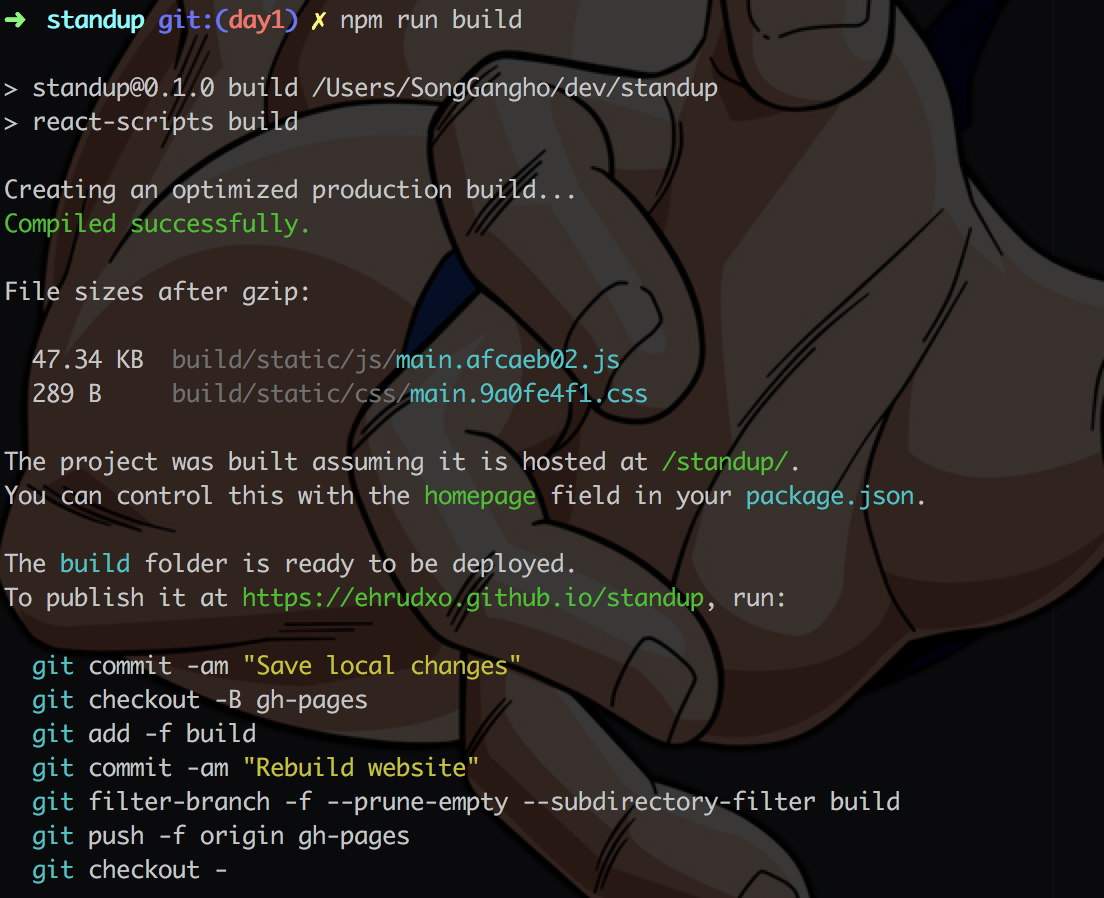 ➜  standup git:(day1) ✗ npm run build
> standup@0.1.0 build /Users/SongGangho/dev/standup
> react-scripts build
Creating an optimized production build...
Compiled successfully.
File sizes after gzip:
47.34 KB  build/static/js/main.afcaeb02.js
289 B     build/static/css/main.9a0fe4f1.css
The project was built assuming it is hosted at /standup/.
You can control this with the homepage field in your package.json.
The build folder is ready to be deployed.
To publish it at https://ehrudxo.github.io/standup, run:
git commit -am "Save local changes"
git checkout -B gh-pages
git add -f build
git commit -am "Rebuild website"
git filter-branch -f --prune-empty --subdirectory-filter build
git push -f origin gh-pages
git checkout -